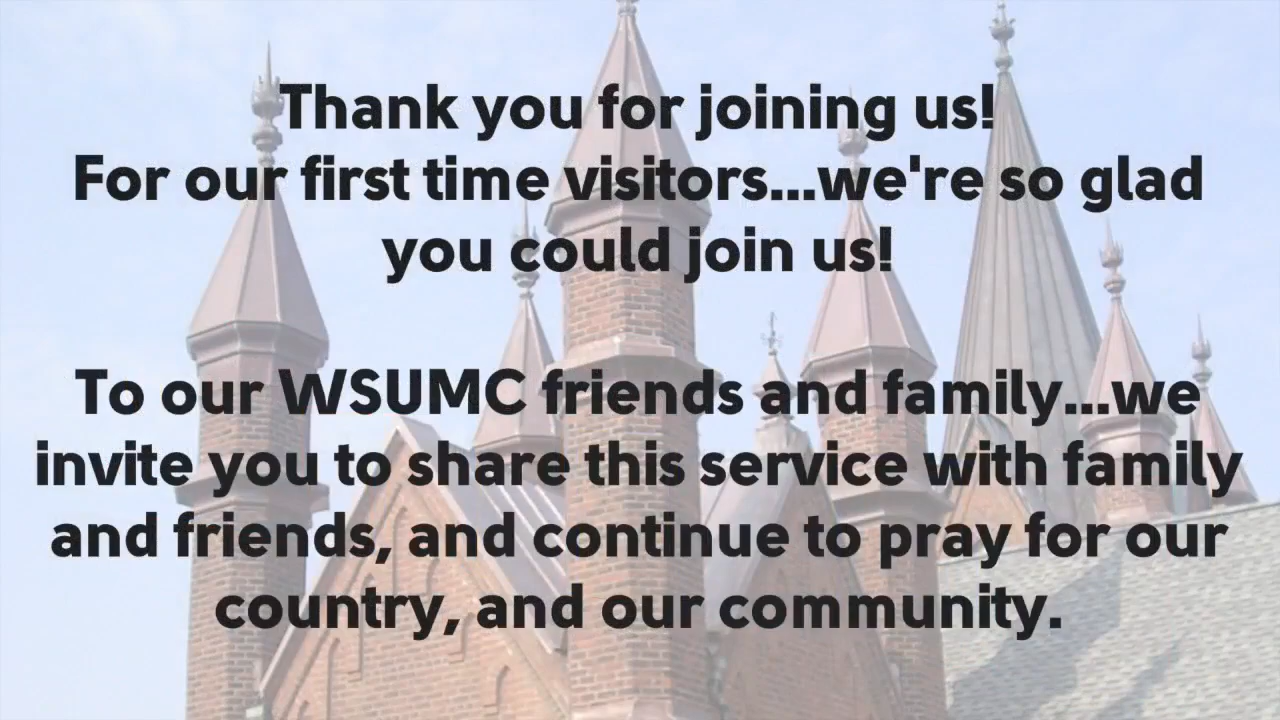 Thank you for joining us!
For our first time visitors...we're so glad
you could join us!
To our WSUMC friends and family...we
invite you to share this service with family
and friends, and continue to pray for our
country, and our community.